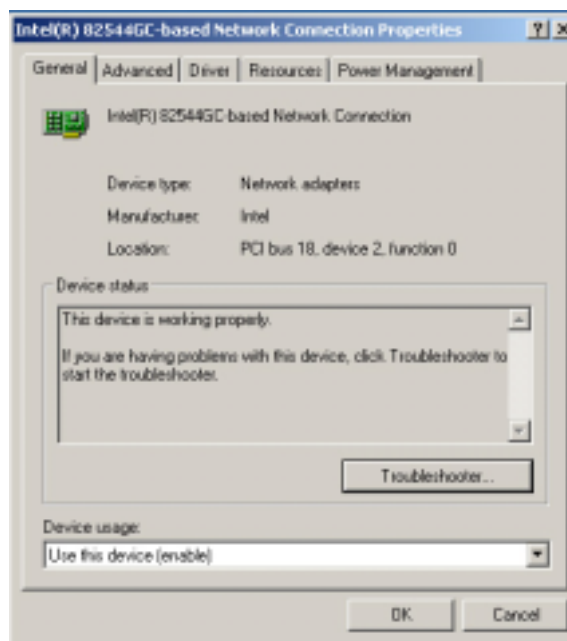 Intel(R) 82544GC-based Network Connection Properties
General Advanced Driver Resources Power Management
Intel(R) 82544GC-based Network Connection
Device type: Network adapters
Manufacturer: Intel
Location: PCI bus 18, device 2, function 0
Device status
This device is working properly.
If you are having problems with this device, click Troubleshooter to
start the troubleshooter.
Troubleshooter...
Device usage:
Use this device (enable)
OK Cancel